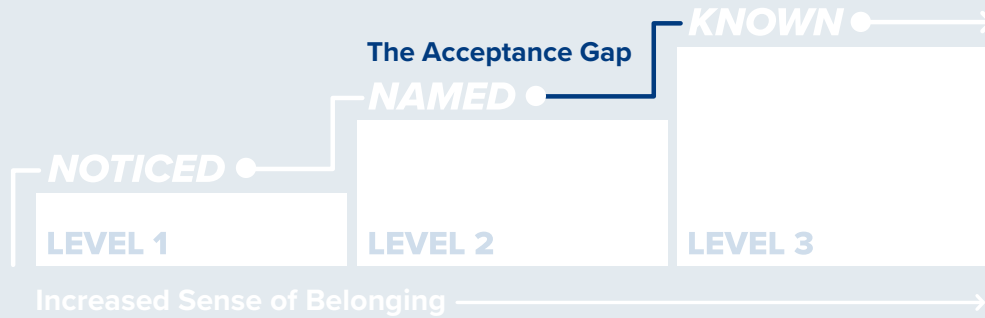 KNOWN
The Acceptance Gap
NAMED
NOTICED
LEVEL 1
LEVEL 2
LEVEL 3
Increased Sense of Belonging